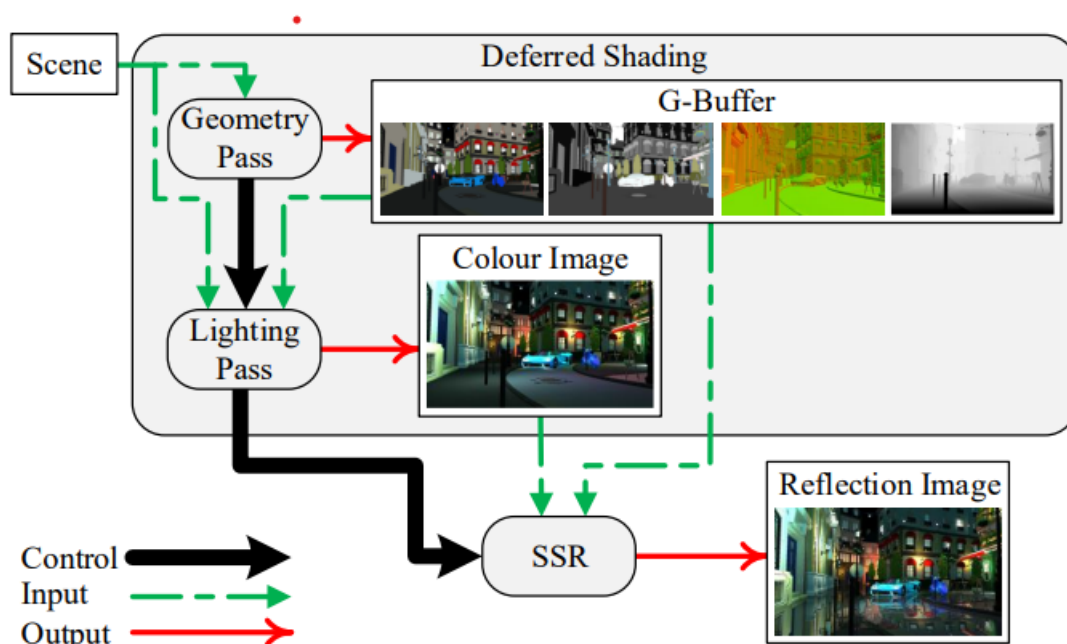 Scene
Deferred Shading
G-Buffer
Geometry
Pass
Colour Image
Lighting
Pass
Reflection Image
SSR
Control
Input
Output